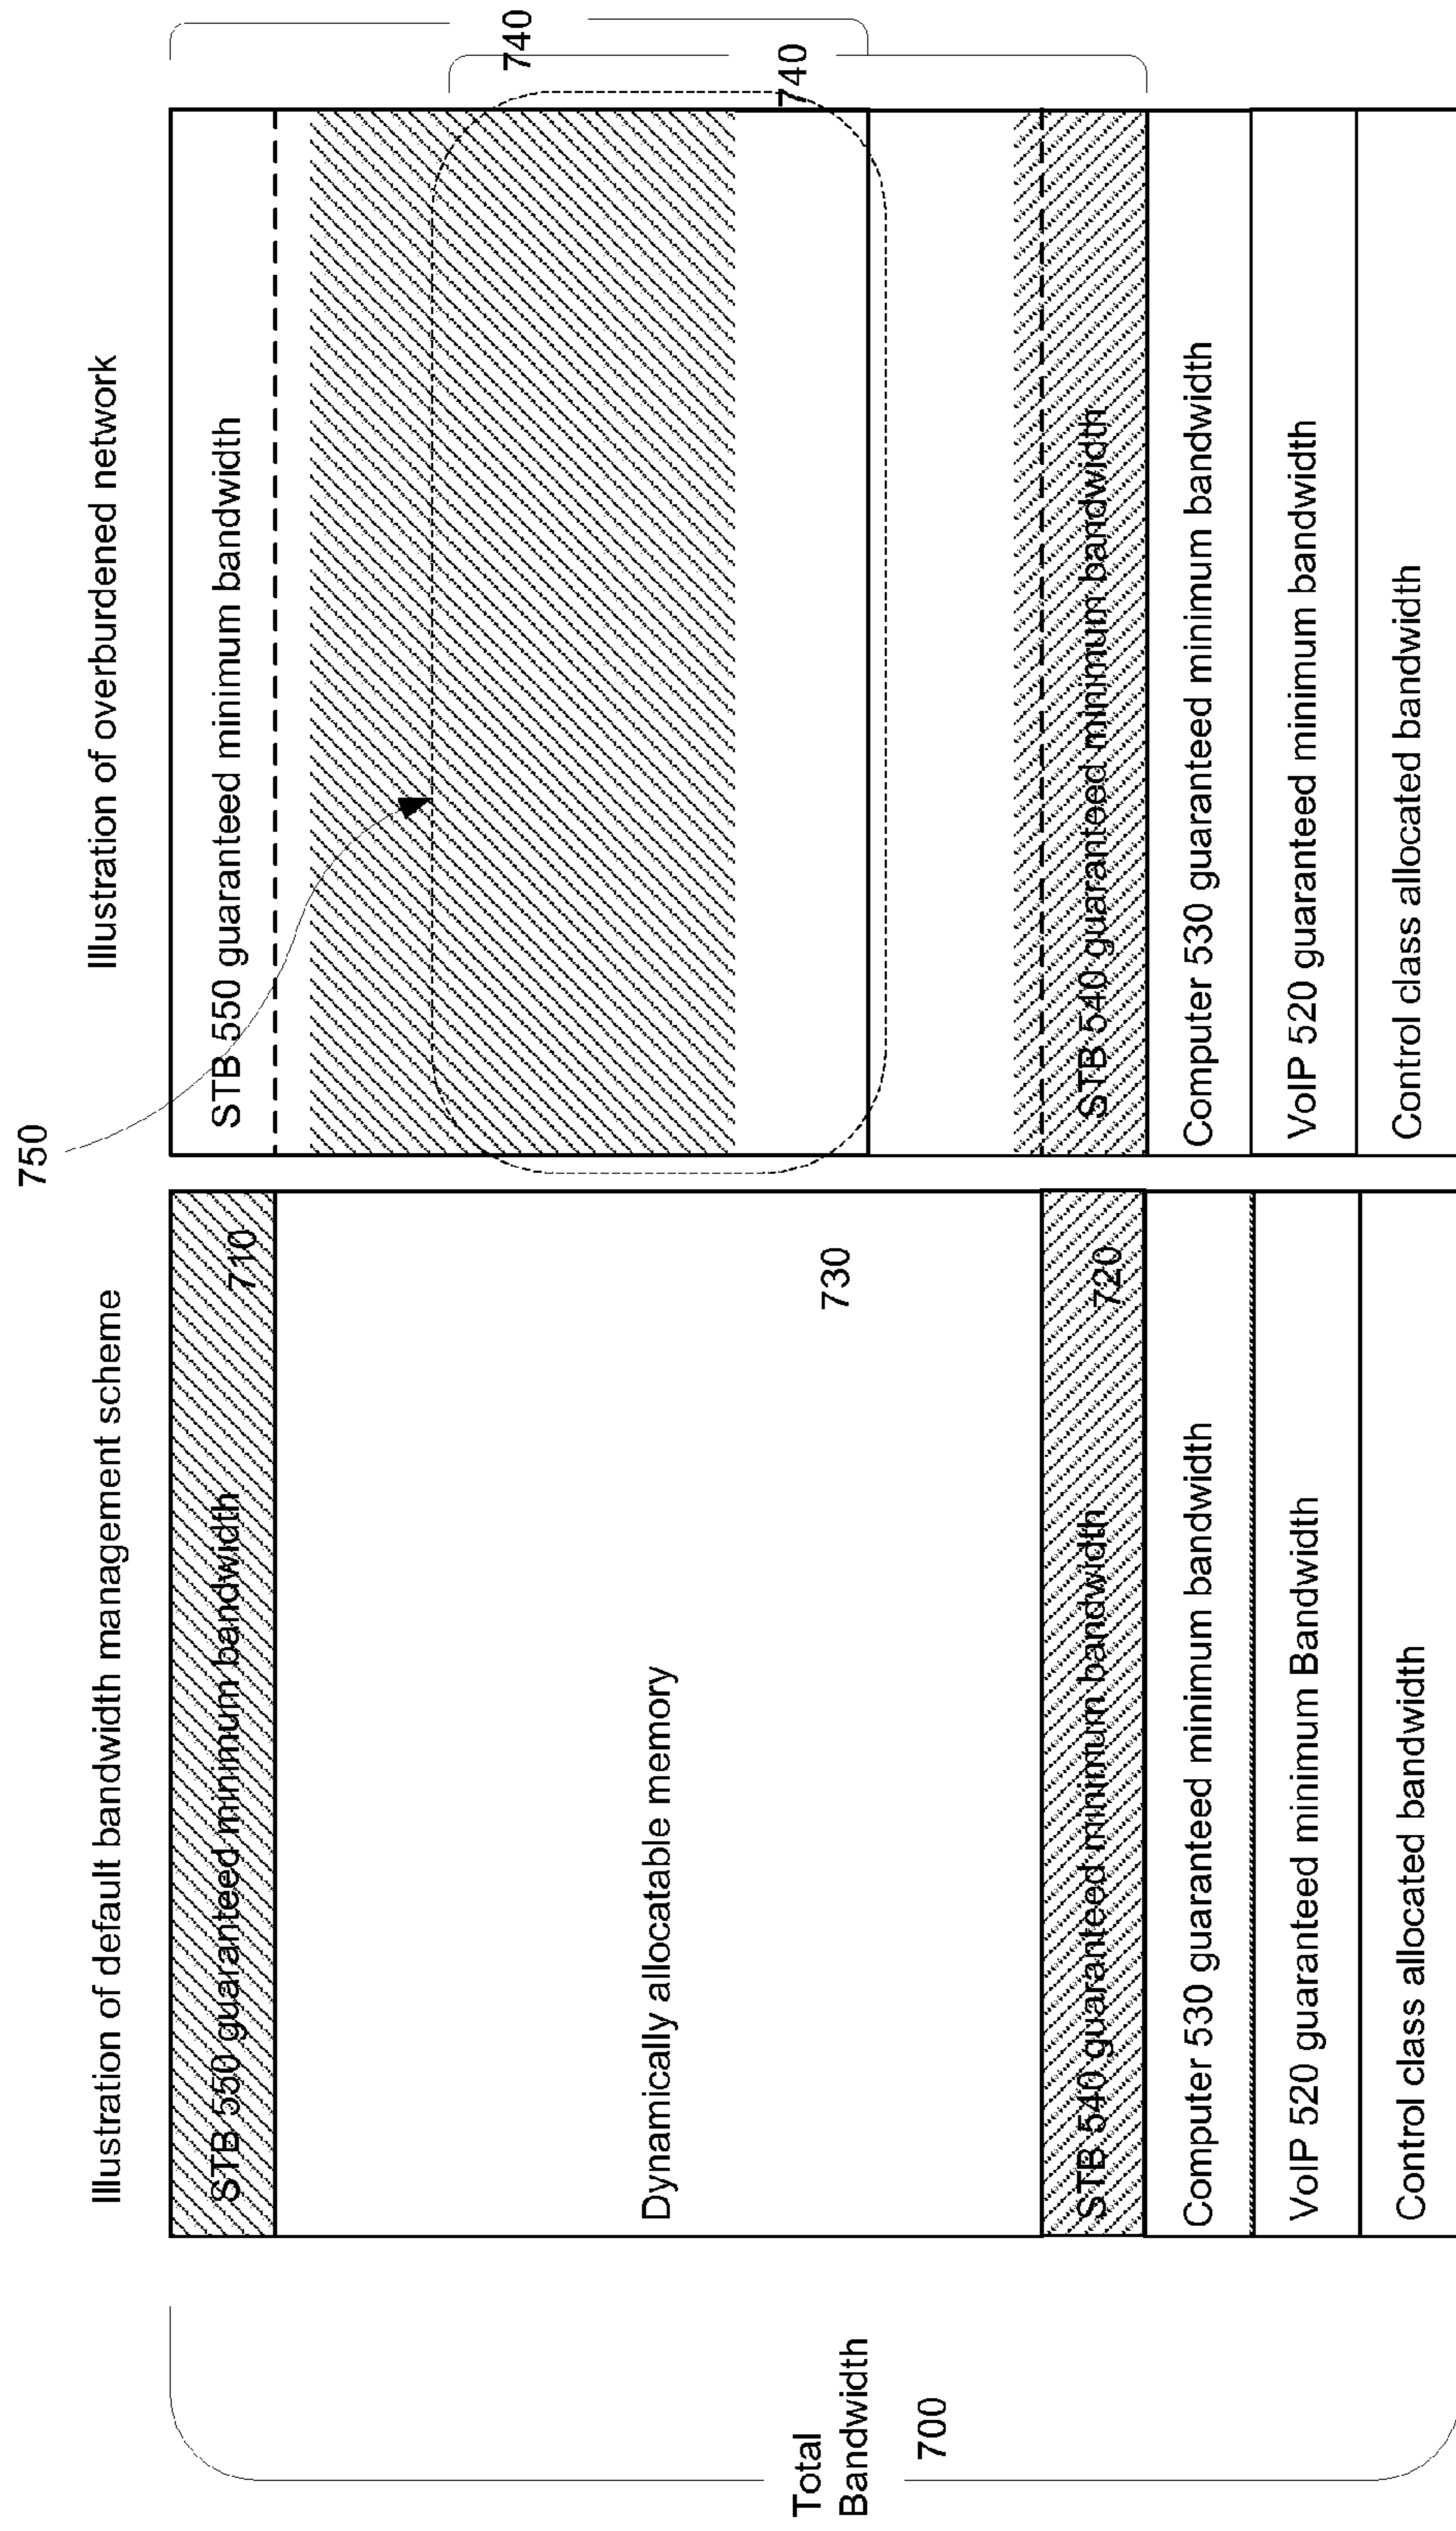 Illustration of default bandwidth management scheme
Total
Bandwidth
700
STB 550 guaranteed minimum bandwidth
710
Dynamically allocatable memory
730
STB 540 guaranteed minimum bandwidth
720
Computer 530 guaranteed minimum bandwidth
VoIP 520 guaranteed minimum Bandwidth
Control class allocated bandwidth
750
Illustration of overburdened network
STB 550 guaranteed minimum bandwidth
STB 540 guaranteed minimum bandwidth
Computer 530 guaranteed minimum bandwidth
VoIP 520 guaranteed minimum bandwidth
Control class allocated bandwidth
740
740